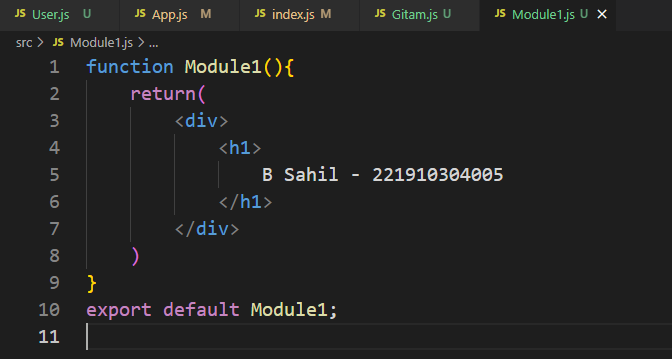 JS User.js U JS App.js M JS index.js M JS Gitam.js U JS Module1.js U ×
src > JS Module1.js > ...
1 function Module1(){
2     return(
3         <div>
4             <h1>
5                 B Sahil - 221910304005
6             </h1>
7         </div>
8     )
9 }
10 export default Module1;
11